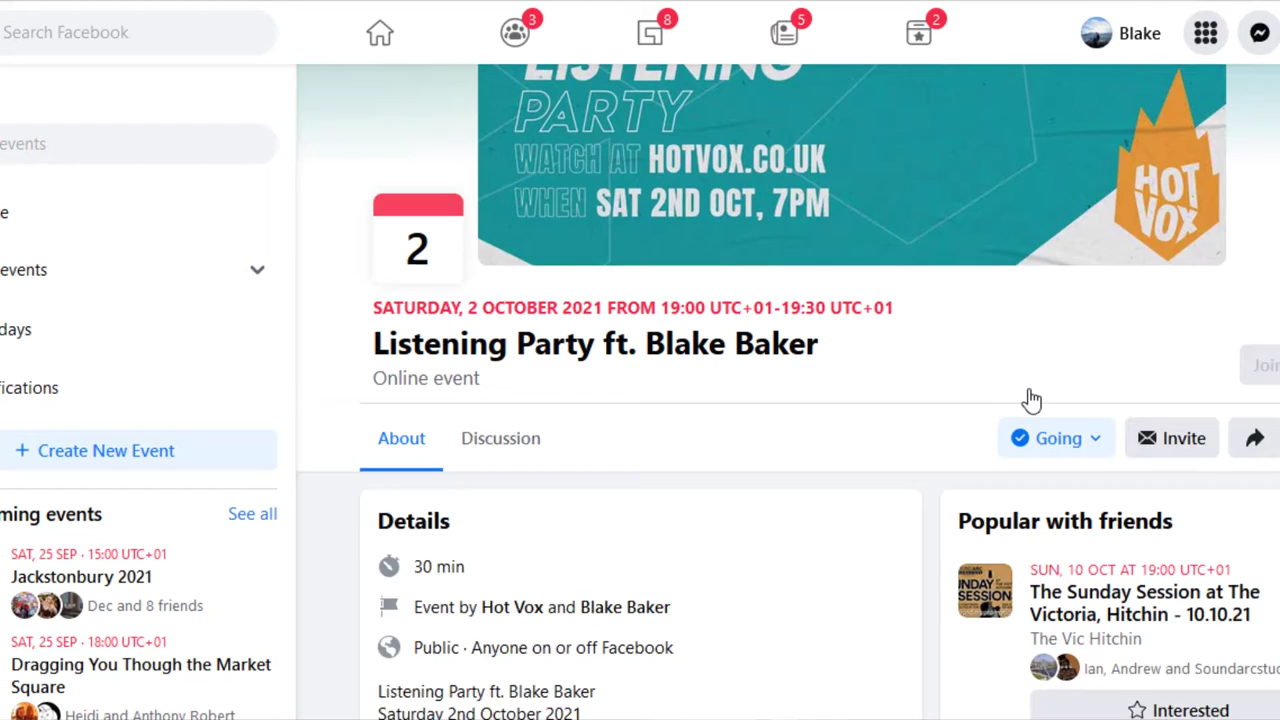 Search Facebook
3
8
5
2
Blake
events
e
events
days
ications
+ Create New Event
ming events
See all
SAT, 25 SEP · 15:00 UTC+01
Jackstonbury 2021
Dec and 8 friends
SAT, 25 SEP · 18:00 UTC+01
Dragging You Though the Market
Square
Heidi and Anthony Robert
LISTENING
PARTY
WATCH AT HOTVOX.CO.UK
WHEN SAT 2ND OCT, 7PM
HOT
VOX
2
SATURDAY, 2 OCTOBER 2021 FROM 19:00 UTC+01-19:30 UTC+01
Listening Party ft. Blake Baker
Online event
Join
About
Discussion
Going
Invite
Details
30 min
Event by Hot Vox and Blake Baker
Public · Anyone on or off Facebook
Listening Party ft. Blake Baker
Saturday 2nd October 2021
Popular with friends
SUNDAY
SESSION
SUN, 10 OCT AT 19:00 UTC+01
The Sunday Session at The
Victoria, Hitchin - 10.10.21
The Vic Hitchin
Ian, Andrew and Soundarcstu
Interested